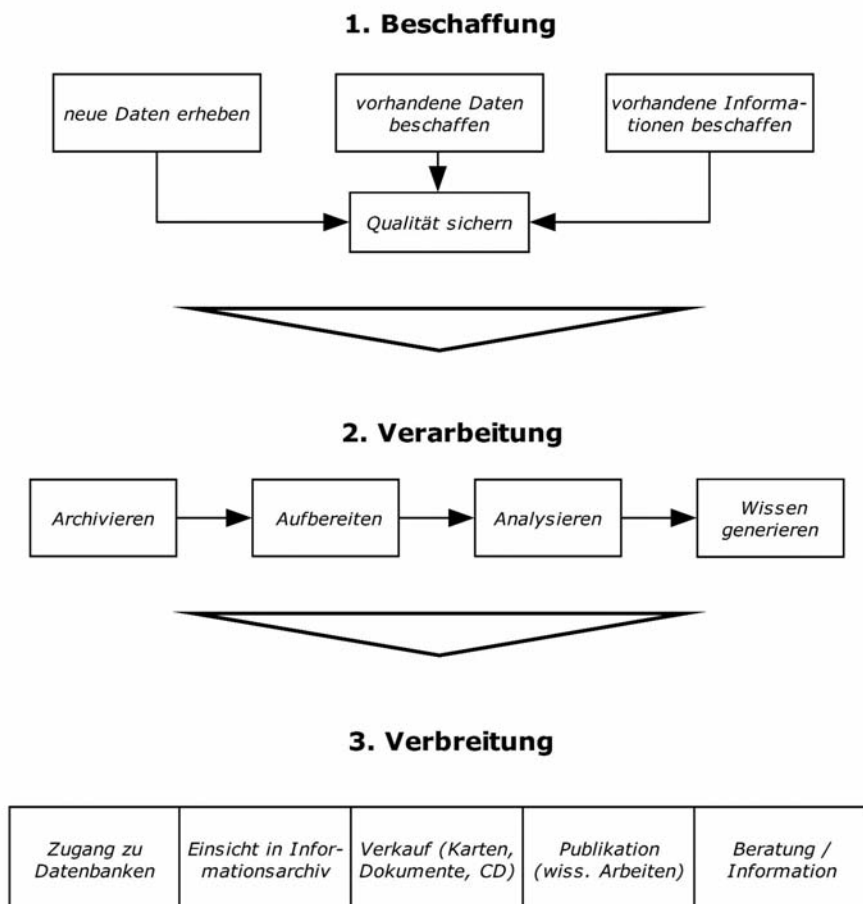 1. Beschaffung
neue Daten erheben
vorhandene Daten
beschaffen
vorhandene Informa-
tionen beschaffen
Qualität sichern
2. Verarbeitung
Archivieren
Aufbereiten
Analysieren
Wissen
generieren
3. Verbreitung
Zugang zu
Datenbanken
Einsicht in Infor-
mationsarchiv
Verkauf (Karten,
Dokumente, CD)
Publikation
(wiss. Arbeiten)
Beratung /
Information